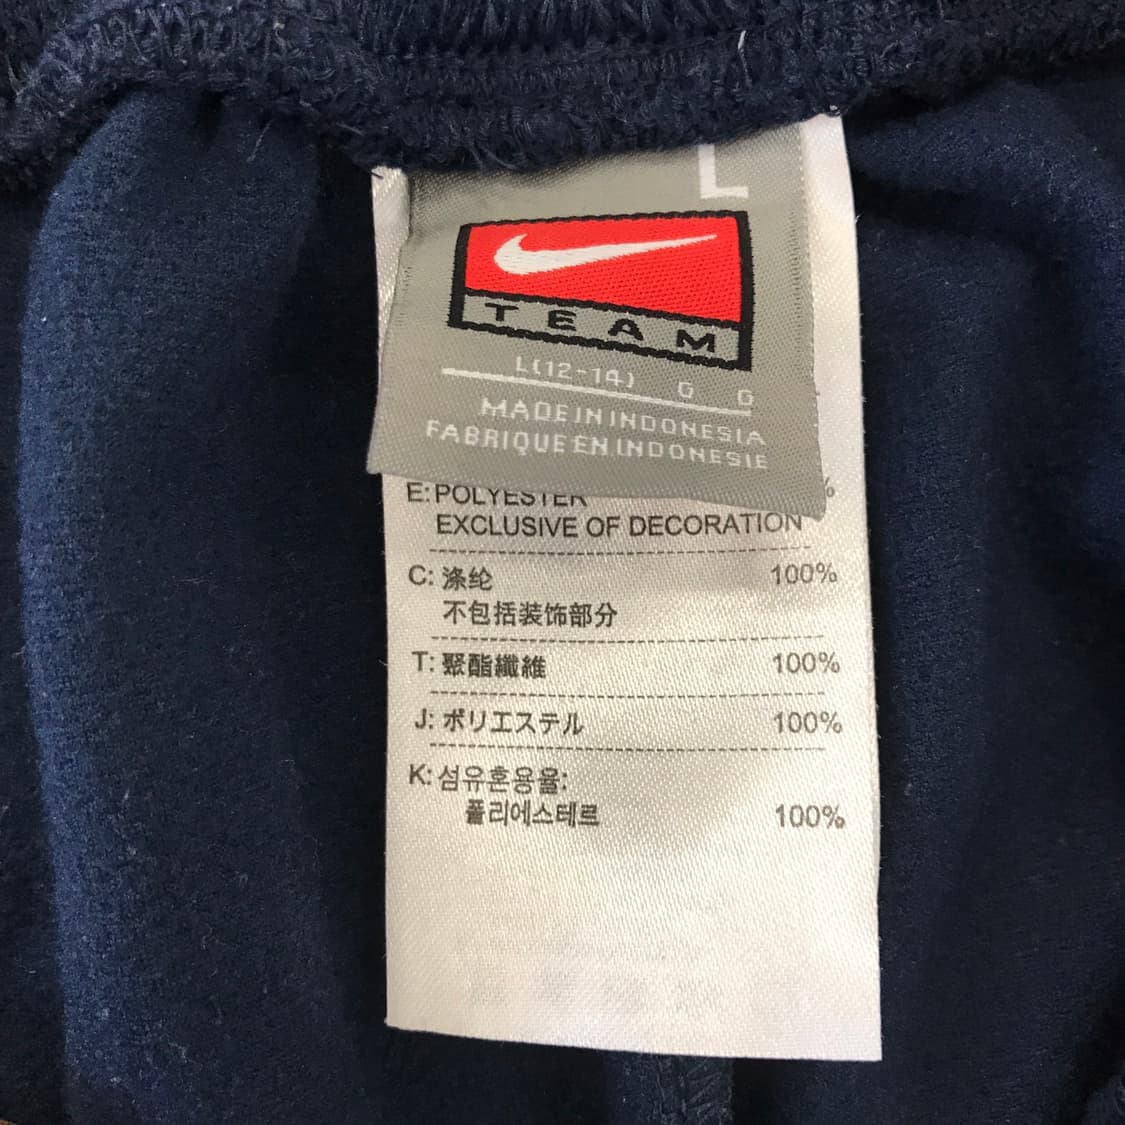 L
TEAM
L(12-14) G G
MADE IN INDONESIA
FABRIQUE EN INDONESIE
E: POLYESTER %
EXCLUSIVE OF DECORATION
C: 涤纶 100%
不包括装饰部分
T: 聚酯纖維 100%
J: ポリエステル 100%
K: 섬유혼용율:
폴리에스테르 100%